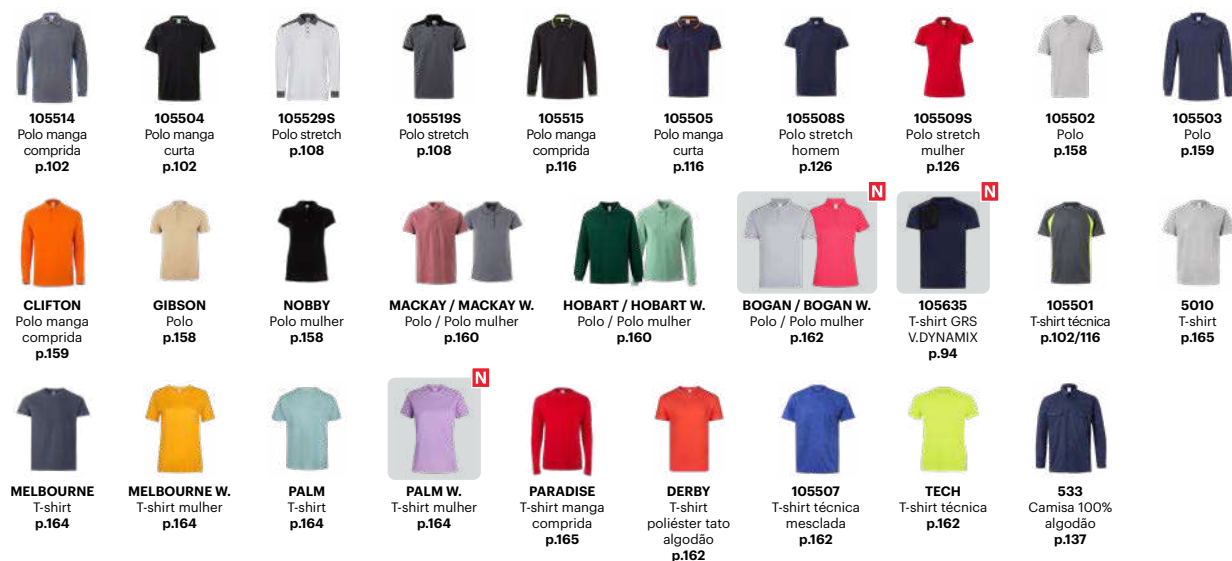 105514
Polo manga
comprida
p.102
105504
Polo manga
curta
p.102
105529S
Polo stretch
p.108
105519S
Polo stretch
p.108
105515
Polo manga
comprida
p.116
105505
Polo manga
curta
p.116
105508S
Polo stretch
homem
p.126
105509S
Polo stretch
mulher
p.126
105502
Polo
p.158
105503
Polo
p.159
CLIFTON
Polo manga
comprida
p.159
GIBSON
Polo
p.158
NOBBY
Polo mulher
p.158
MACKAY / MACKAY W.
Polo / Polo mulher
p.160
HOBART / HOBART W.
Polo / Polo mulher
p.160
N
BOGAN / BOGAN W.
Polo / Polo mulher
p.162
N
105635
T-shirt GRS
V.DYNAMIX
p.94
105501
T-shirt técnica
p.102/116
5010
T-shirt
p.165
MELBOURNE
T-shirt
p.164
MELBOURNE W.
T-shirt mulher
p.164
PALM
T-shirt
p.164
N
PALM W.
T-shirt mulher
p.164
PARADISE
T-shirt manga
comprida
p.165
DERBY
T-shirt
poliéster tato
algodão
p.162
105507
T-shirt técnica
mesclada
p.162
TECH
T-shirt técnica
p.162
533
Camisa 100%
algodão
p.137